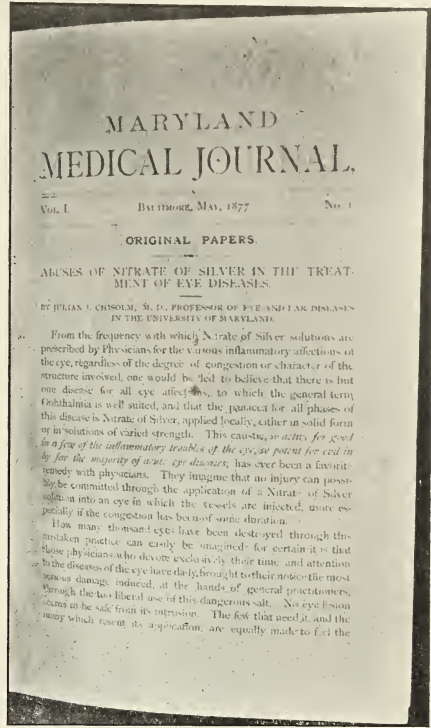 MARYLAND
MEDICAL JOURNAL,
VOL. I. BALTIMORE, MAY, 1877 No. 1
ORIGINAL PAPERS.
ABUSES OF NITRATE OF SILVER IN THE TREAT-
MENT OF EYE DISEASES.
BY JULIAN J. CHISOLM, M. D., PROFESSOR OF EYE AND EAR DISEASES
IN THE UNIVERSITY OF MARYLAND.
From the frequency with which Nitrate of Silver solutions are
prescribed by Physicians for the various inflammatory affections of
the eye, regardless of the degree of congestion or character of the
structure involved, one would be led to believe that there is but
one disease for all eye affections, to which the general term
Ophthalmia is well suited, and that the panacea for all phases of
this disease is Nitrate of Silver, applied locally, either in solid form
or in solutions of varied strength. This caustic, so active for good
in a few of the inflammatory troubles of the eye, so potent for evil in
by far the majority of acute eye diseases, has ever been a favorite
remedy with physicians. They imagine that no injury can possi-
bly be committed through the application of a Nitrate of Silver
solution into an eye in which the vessels are injected, more es-
pecially if the congestion has been of some duration.
How many thousand eyes have been destroyed through this
mistaken practice can easily be imagined for certain it is that
those physicians who devote exclusively their time and attention
to the diseases of the eye have daily brought to their notice the most
serious damage induced, at the hands of general practitioners,
through the too liberal use of this dangerous salt. No eye lesion
seems to be safe from its intrusion. The few that need it, and the
many which resent its application, are equally made to feel the